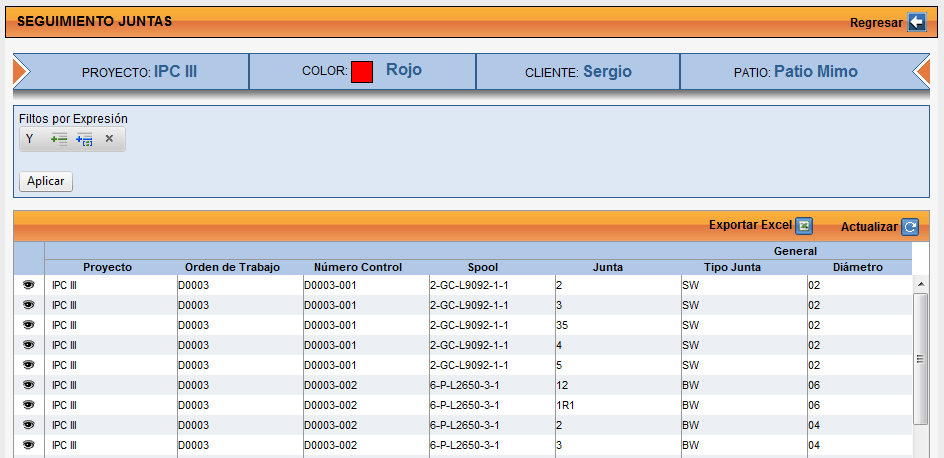 SEGUIMIENTO JUNTAS Regresar
PROYECTO: IPC III COLOR: Rojo CLIENTE: Sergio PATIO: Patio Mimo
Filtos por Expresión
Y
Aplicar
Exportar Excel Actualizar
General
Proyecto Orden de Trabajo Número Control Spool Junta Tipo Junta Diámetro
IPC III D0003 D0003-001 2-GC-L9092-1-1 2 SW 02
IPC III D0003 D0003-001 2-GC-L9092-1-1 3 SW 02
IPC III D0003 D0003-001 2-GC-L9092-1-1 35 SW 02
IPC III D0003 D0003-001 2-GC-L9092-1-1 4 SW 02
IPC III D0003 D0003-001 2-GC-L9092-1-1 5 SW 02
IPC III D0003 D0003-002 6-P-L2650-3-1 12 BW 06
IPC III D0003 D0003-002 6-P-L2650-3-1 1R1 BW 06
IPC III D0003 D0003-002 6-P-L2650-3-1 2 BW 04
IPC III D0003 D0003-002 6-P-L2650-3-1 3 BW 04